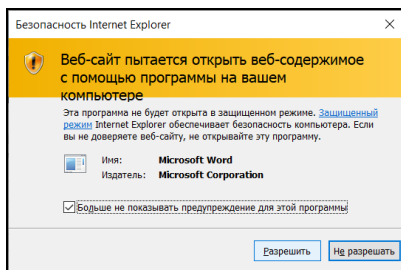 Безопасность Internet Explorer
Веб-сайт пытается открыть веб-содержимое
с помощью программы на вашем
компьютере
Эта программа не будет открыта в защищенном режиме. Защищенный
режим Internet Explorer обеспечивает безопасность компьютера. Если
вы не доверяете веб-сайту, не открывайте эту программу.
Имя: Microsoft Word
Издатель: Microsoft Corporation
Больше не показывать предупреждение для этой программы
Разрешить Не разрешать